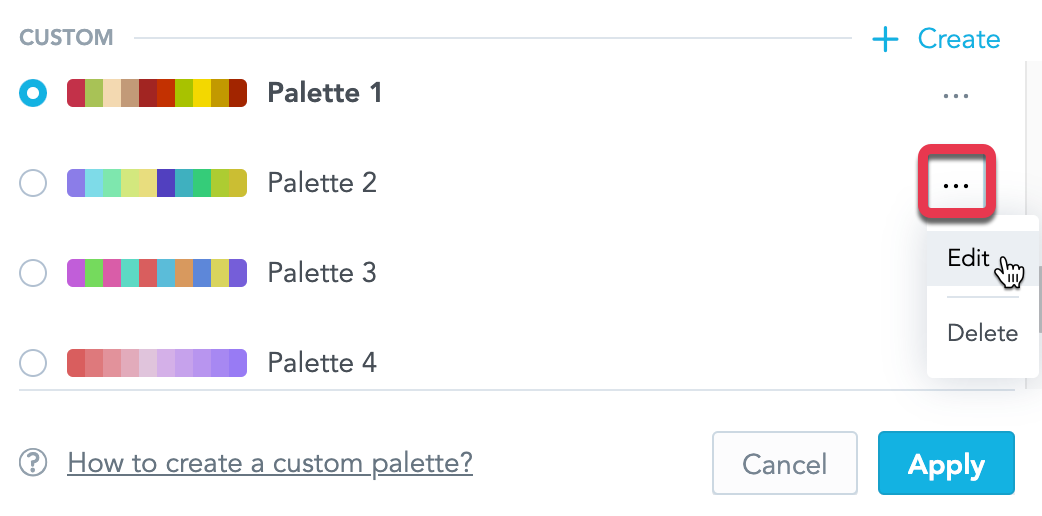 CUSTOM
+ Create
Palette 1
...
Palette 2
...
Palette 3
Edit
Delete
Palette 4
? How to create a custom palette?
Cancel
Apply